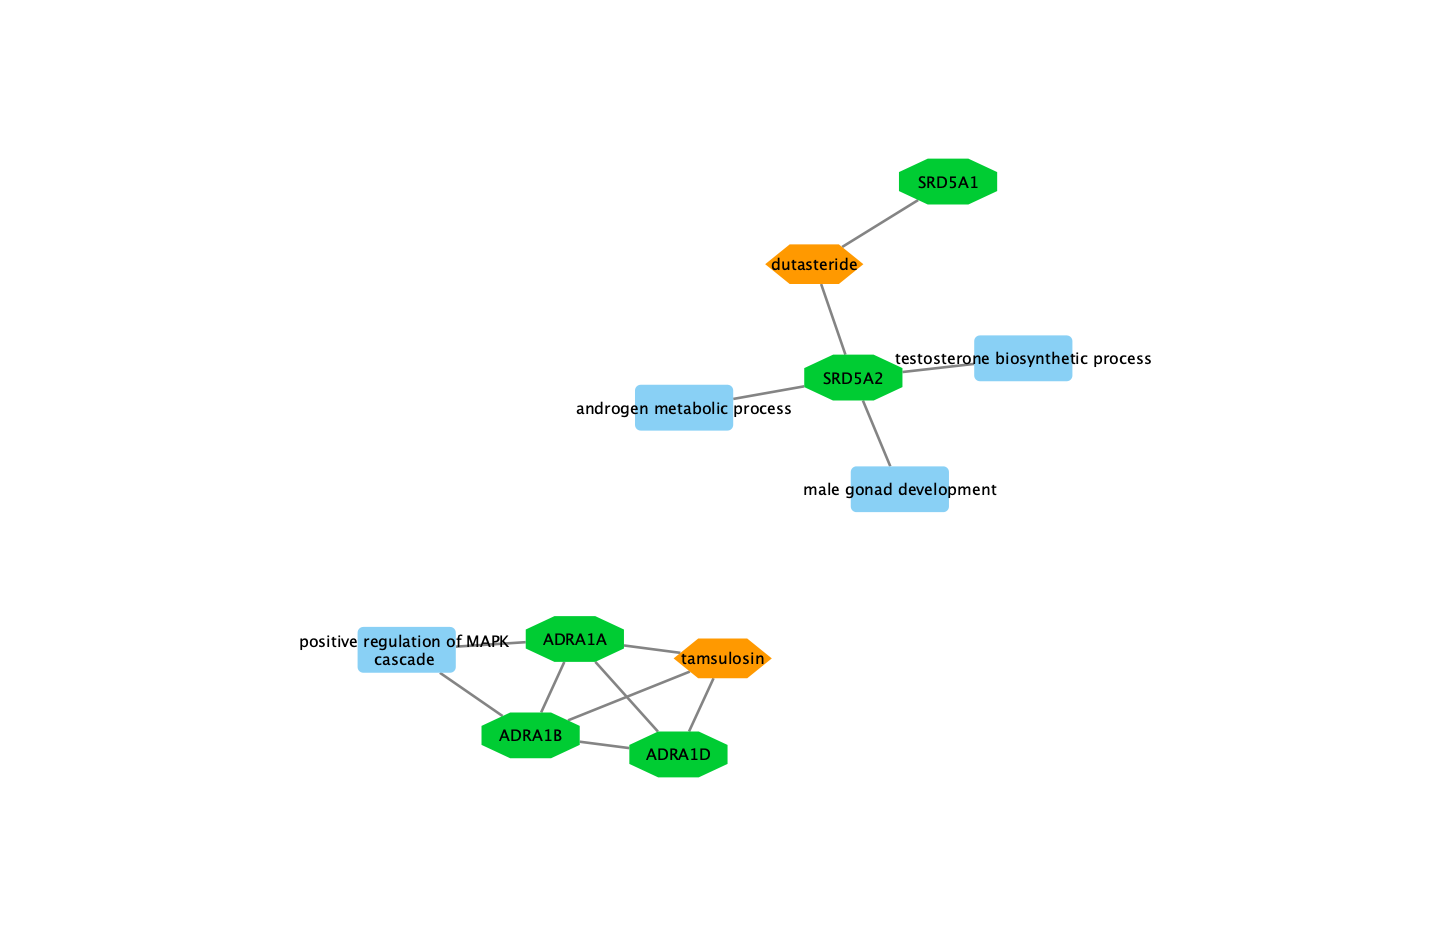 SRD5A1
dutasteride
testosterone biosynthetic process
SRD5A2
androgen metabolic process
male gonad development
positive regulation of MAPK
cascade
ADRA1A
tamsulosin
ADRA1B
ADRA1D